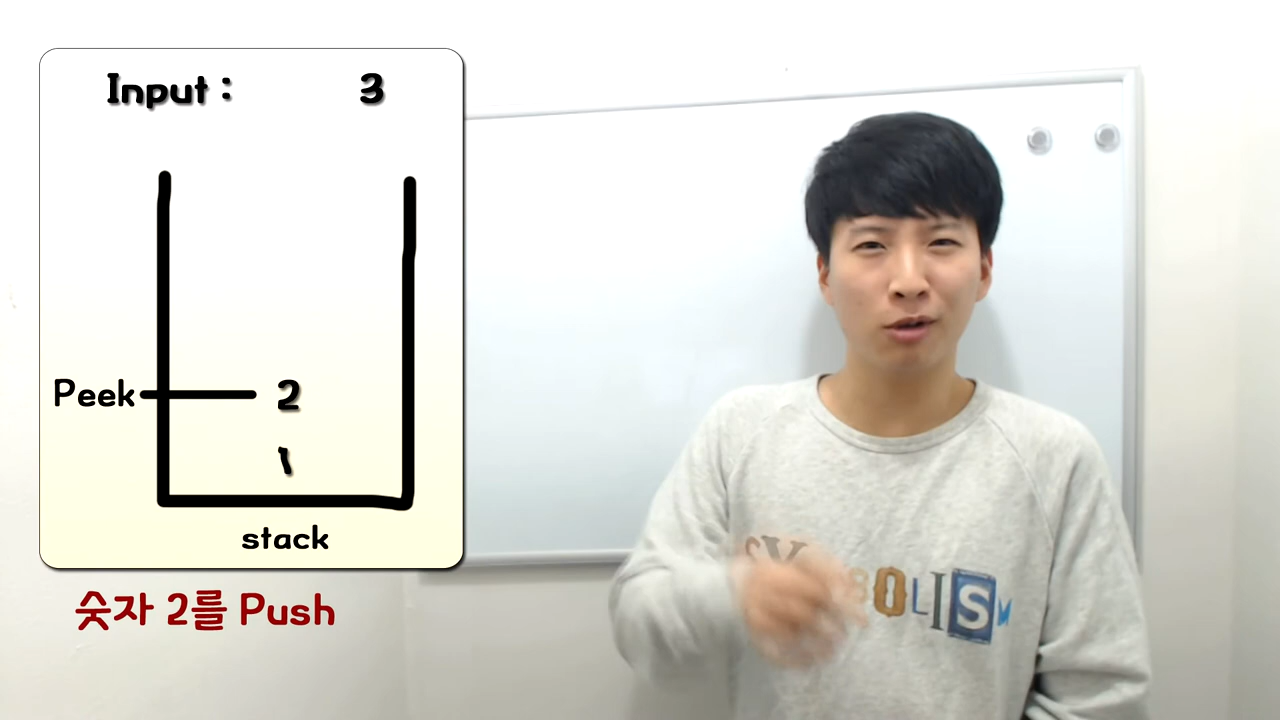 Input : 3
Peek 2
1
stack
숫자 2를 Push